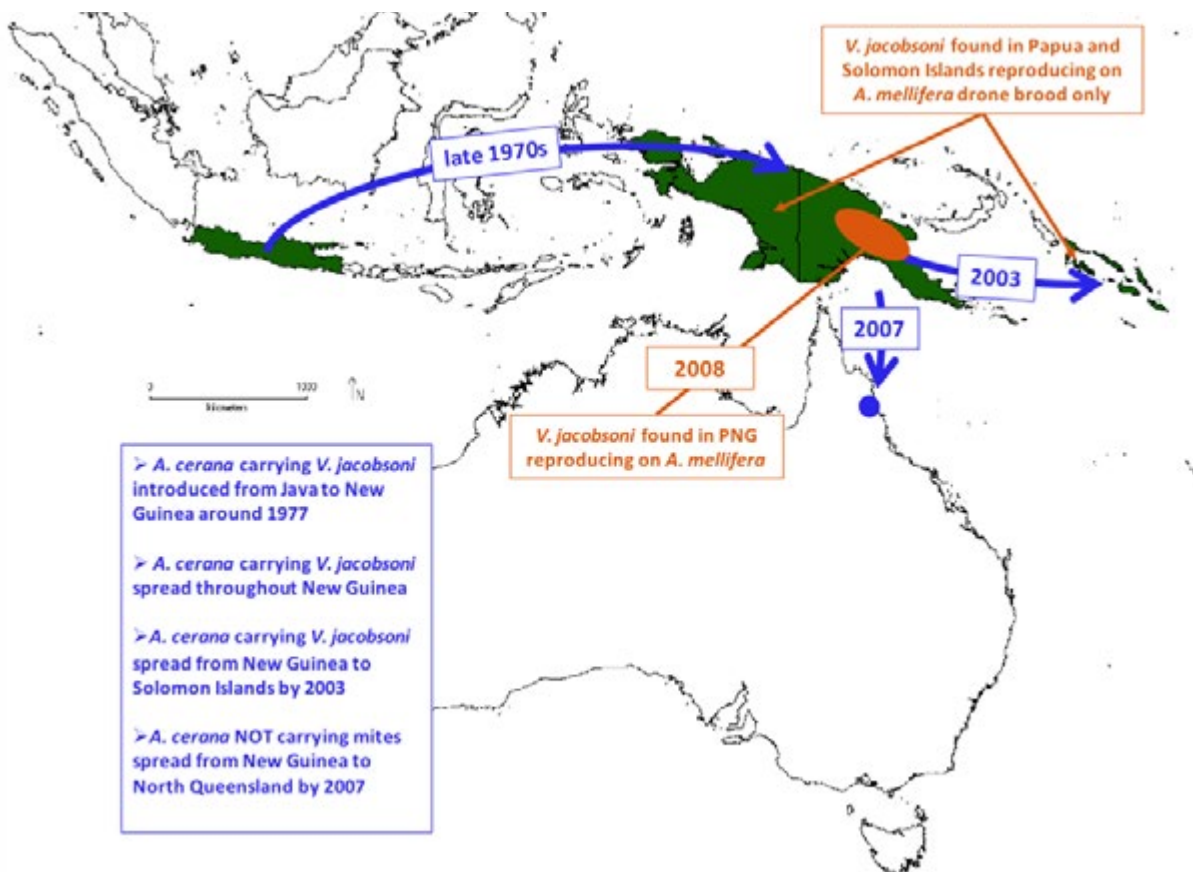 V. jacobsoni found in Papua and
Solomon Islands reproducing on
A. mellifera drone brood only
late 1970s
2003
2007
2008
V. jacobsoni found in PNG
reproducing on A. mellifera
0
1000
Kilometers
N
➢ A. cerana carrying V. jacobsoni
introduced from Java to New
Guinea around 1977
➢ A. cerana carrying V. jacobsoni
spread throughout New Guinea
➢A. cerana carrying V. jacobsoni
spread from New Guinea to
Solomon Islands by 2003
➢A. cerana NOT carrying mites
spread from New Guinea to
North Queensland by 2007